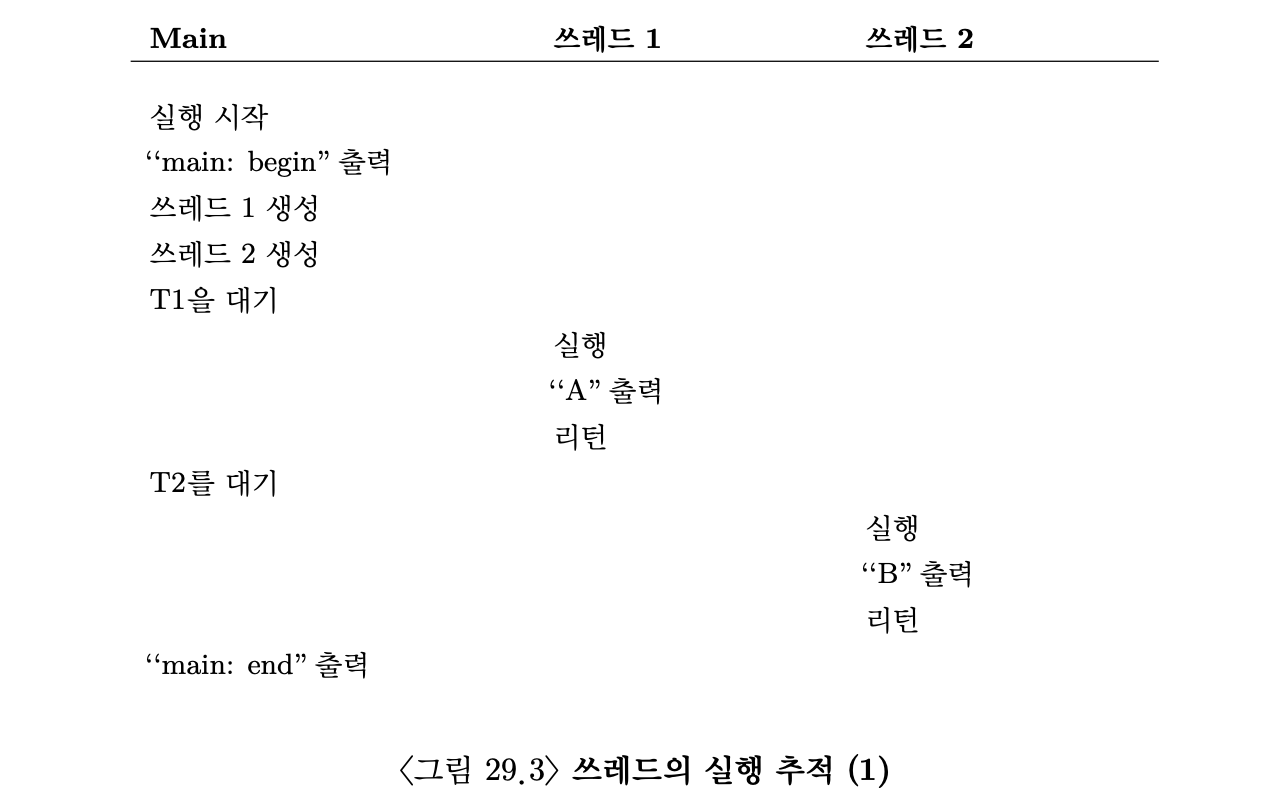 Main 쓰레드 1 쓰레드 2
실행 시작
“main: begin” 출력
쓰레드 1 생성
쓰레드 2 생성
T1을 대기
실행
“A” 출력
리턴
T2를 대기
실행
“B” 출력
리턴
“main: end” 출력
〈그림 29.3〉 쓰레드의 실행 추적 (1)